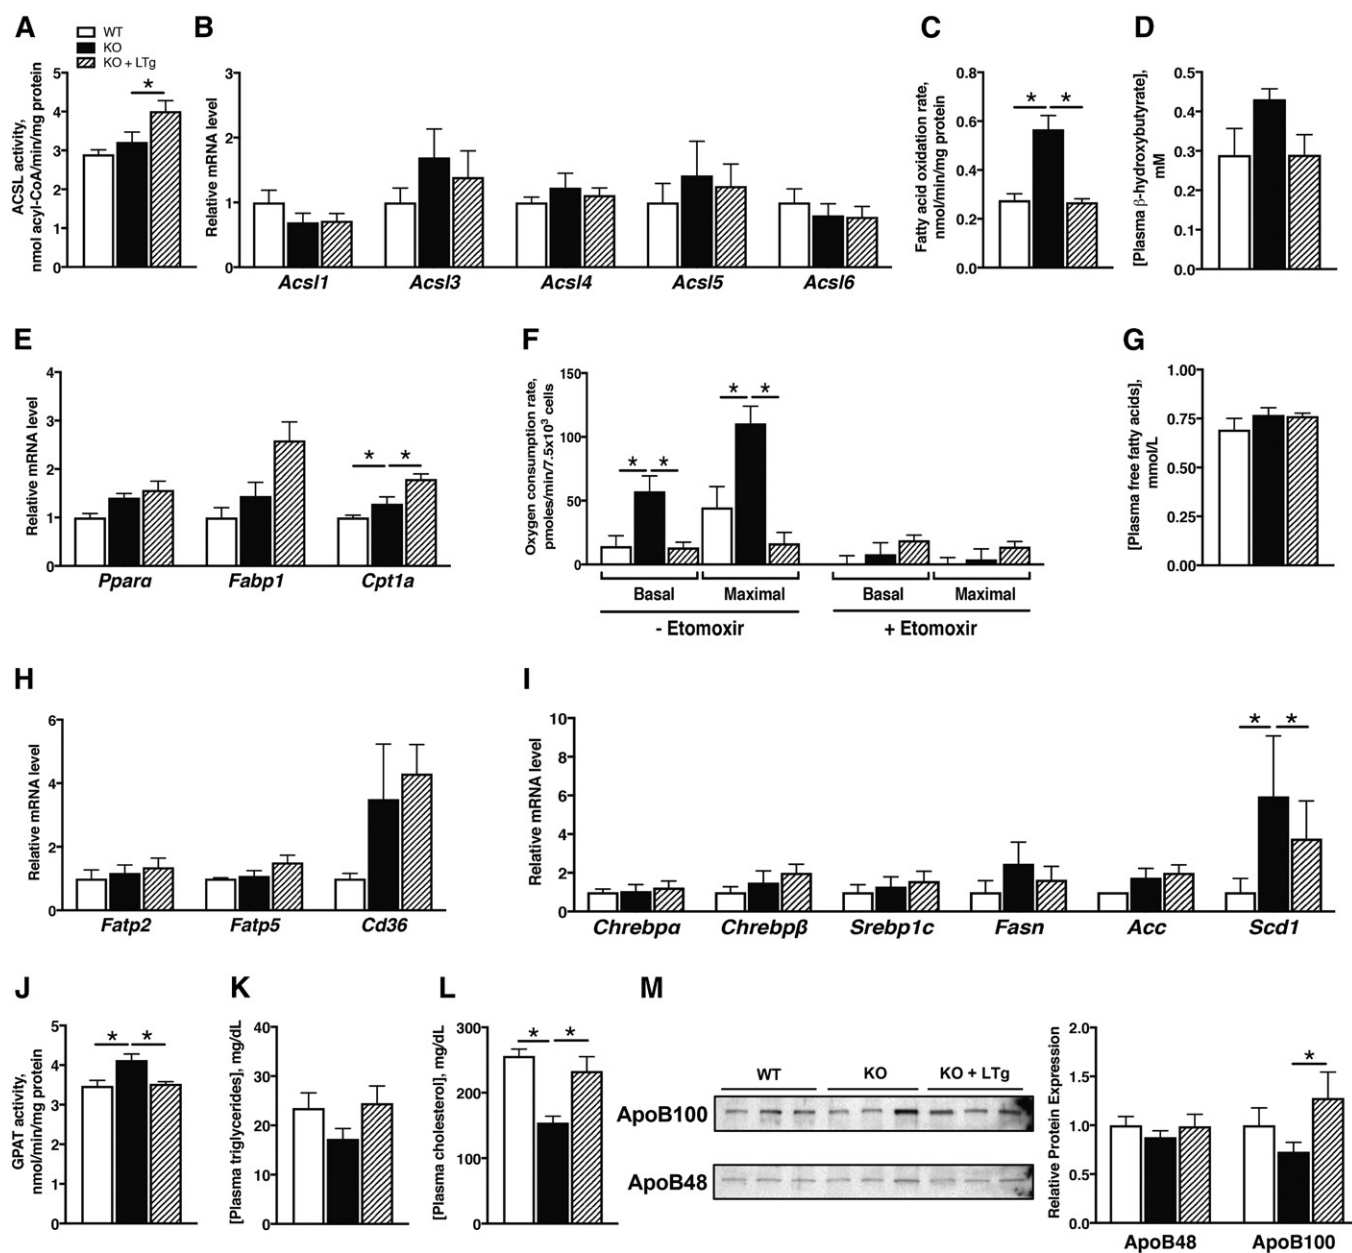 A
WT
KO
KO + LTg
ACSL activity,
nmol acyl-CoA/min/mg protein
5
4
3
2
1
0
*
B
Relative mRNA level
3
2
1
0
Acsl1 Acsl3 Acsl4 Acsl5 Acsl6
C
Fatty acid oxidation rate,
nmol/min/mg protein
0.8
0.6
0.4
0.2
0.0
* *
D
[Plasma β-hydroxybutyrate],
mM
0.5
0.4
0.3
0.2
0.1
0.0
E
Relative mRNA level
4
3
2
1
0
* *
Pparα Fabp1 Cpt1a
F
Oxygen consumption rate,
pmoles/min/7.5x10³ cells
150
100
50
0
* *
* *
Basal Maximal Basal Maximal
- Etomoxir + Etomoxir
G
[Plasma free fatty acids],
mmol/L
1.00
0.75
0.50
0.25
0.00
H
Relative mRNA level
6
4
2
0
Fatp2 Fatp5 Cd36
I
Relative mRNA level
10
8
6
4
2
0
* *
Chrebpα Chrebpβ Srebp1c Fasn Acc Scd1
J
GPAT activity,
nmol/min/mg protein
5
4
3
2
1
0
* *
K
[Plasma triglycerides], mg/dL
40
30
20
10
0
L
[Plasma cholesterol], mg/dL
300
200
100
0
* *
M
WT KO KO + LTg
ApoB100
ApoB48
Relative Protein Expression
2.0
1.5
1.0
0.5
0.0
*
ApoB48 ApoB100